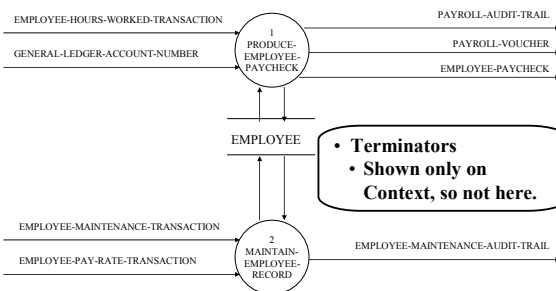 EMPLOYEE-HOURS-WORKED-TRANSACTION
GENERAL-LEDGER-ACCOUNT-NUMBER
1
PRODUCE-
EMPLOYEE-
PAYCHECK
PAYROLL-AUDIT-TRAIL
PAYROLL-VOUCHER
EMPLOYEE-PAYCHECK
EMPLOYEE
• Terminators
• Shown only on
Context, so not here.
EMPLOYEE-MAINTENANCE-TRANSACTION
EMPLOYEE-PAY-RATE-TRANSACTION
2
MAINTAIN-
EMPLOYEE-
RECORD
EMPLOYEE-MAINTENANCE-AUDIT-TRAIL